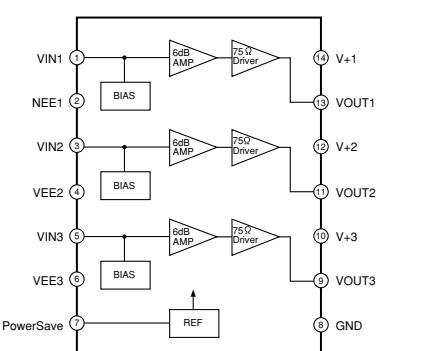 VIN1 1 6dB AMP 75Ω Driver 14 V+1
BIAS
NEE1 2 13 VOUT1
VIN2 3 6dB AMP 75Ω Driver 12 V+2
BIAS
VEE2 4 11 VOUT2
VIN3 5 6dB AMP 75Ω Driver 10 V+3
BIAS
VEE3 6 9 VOUT3
PowerSave 7 REF 8 GND